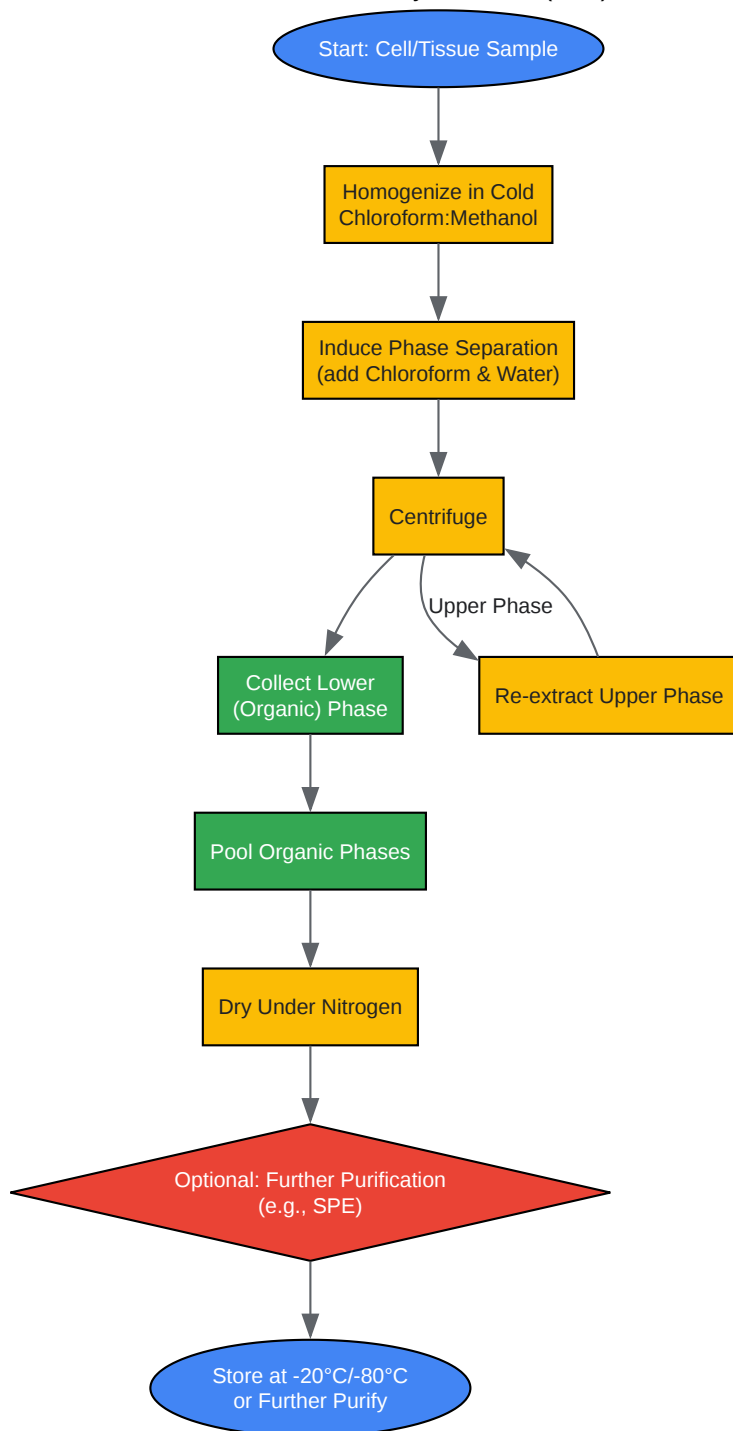 Start: Cell/Tissue Sample
Homogenize in Cold
Chloroform:Methanol
Induce Phase Separation
(add Chloroform & Water)
Centrifuge
Upper Phase
Collect Lower
(Organic) Phase
Re-extract Upper Phase
Pool Organic Phases
Dry Under Nitrogen
Optional: Further Purification
(e.g., SPE)
Store at -20°C/-80°C
or Further Purify